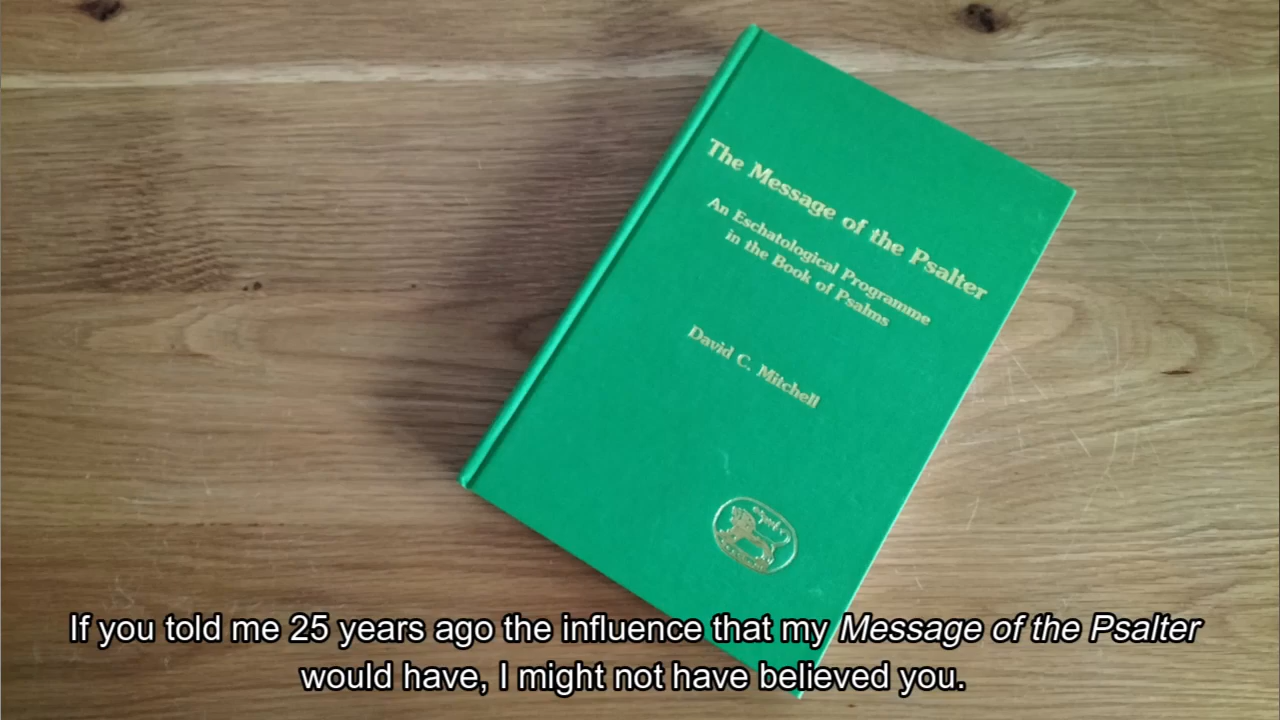 The Message of the Psalter
An Eschatological Programme
in the Book of Psalms
David C. Mitchell
If you told me 25 years ago the influence that my Message of the Psalter
would have, I might not have believed you.